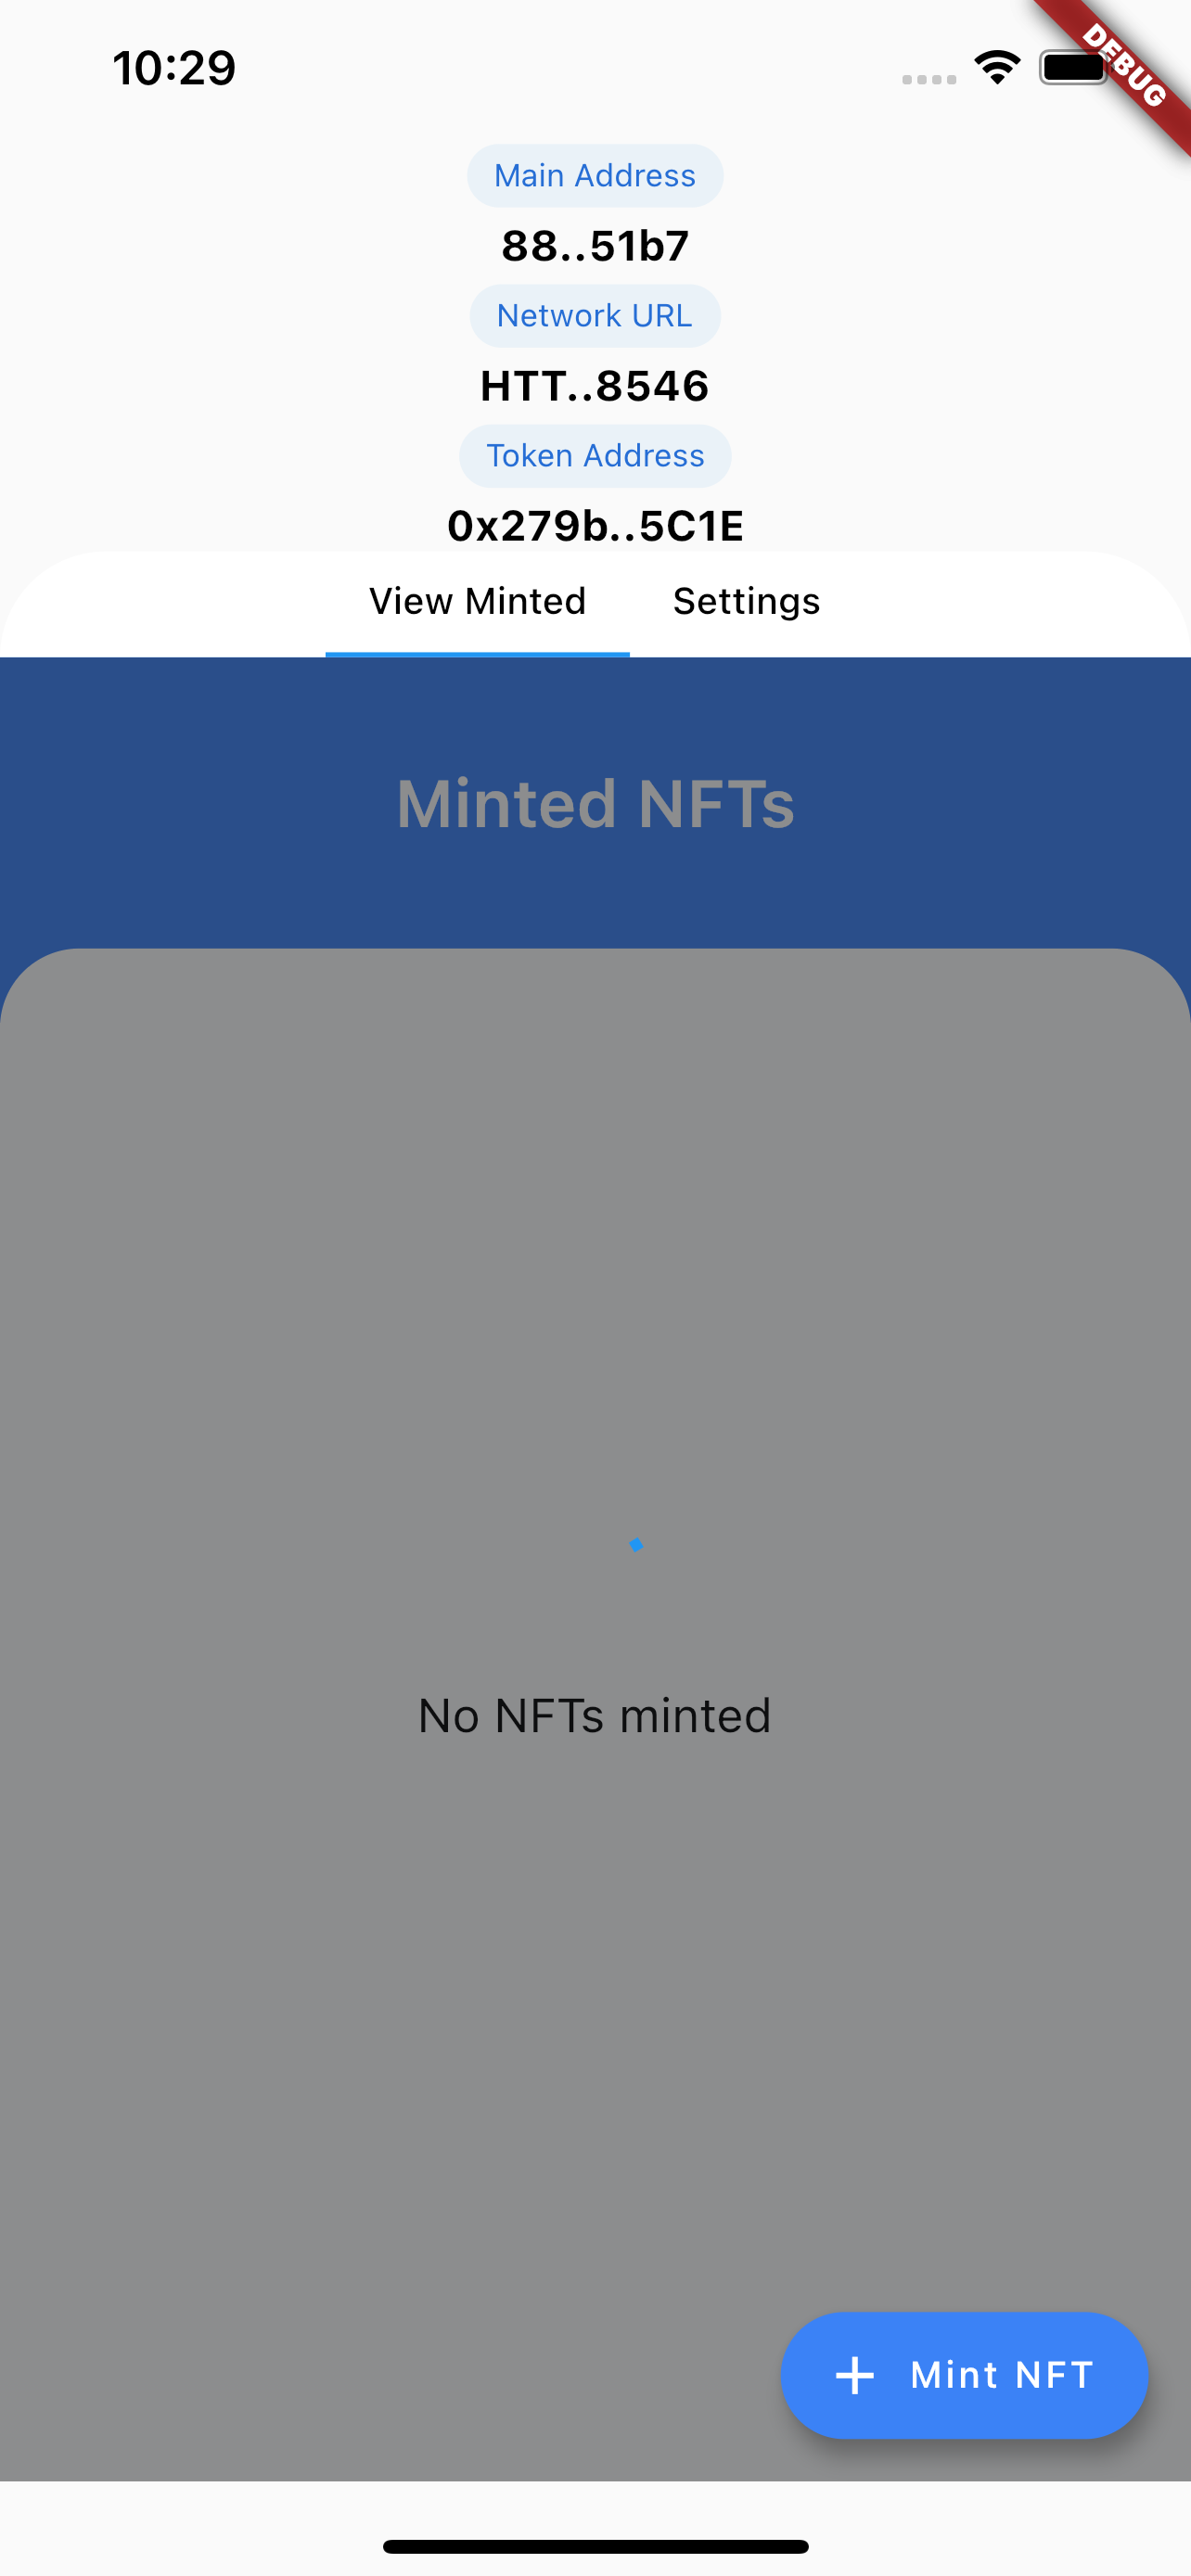 10:29
DEBUG
Main Address
88..51b7
Network URL
HTT..8546
Token Address
0x279b..5C1E
View Minted Settings
Minted NFTs
No NFTs minted
+ Mint NFT